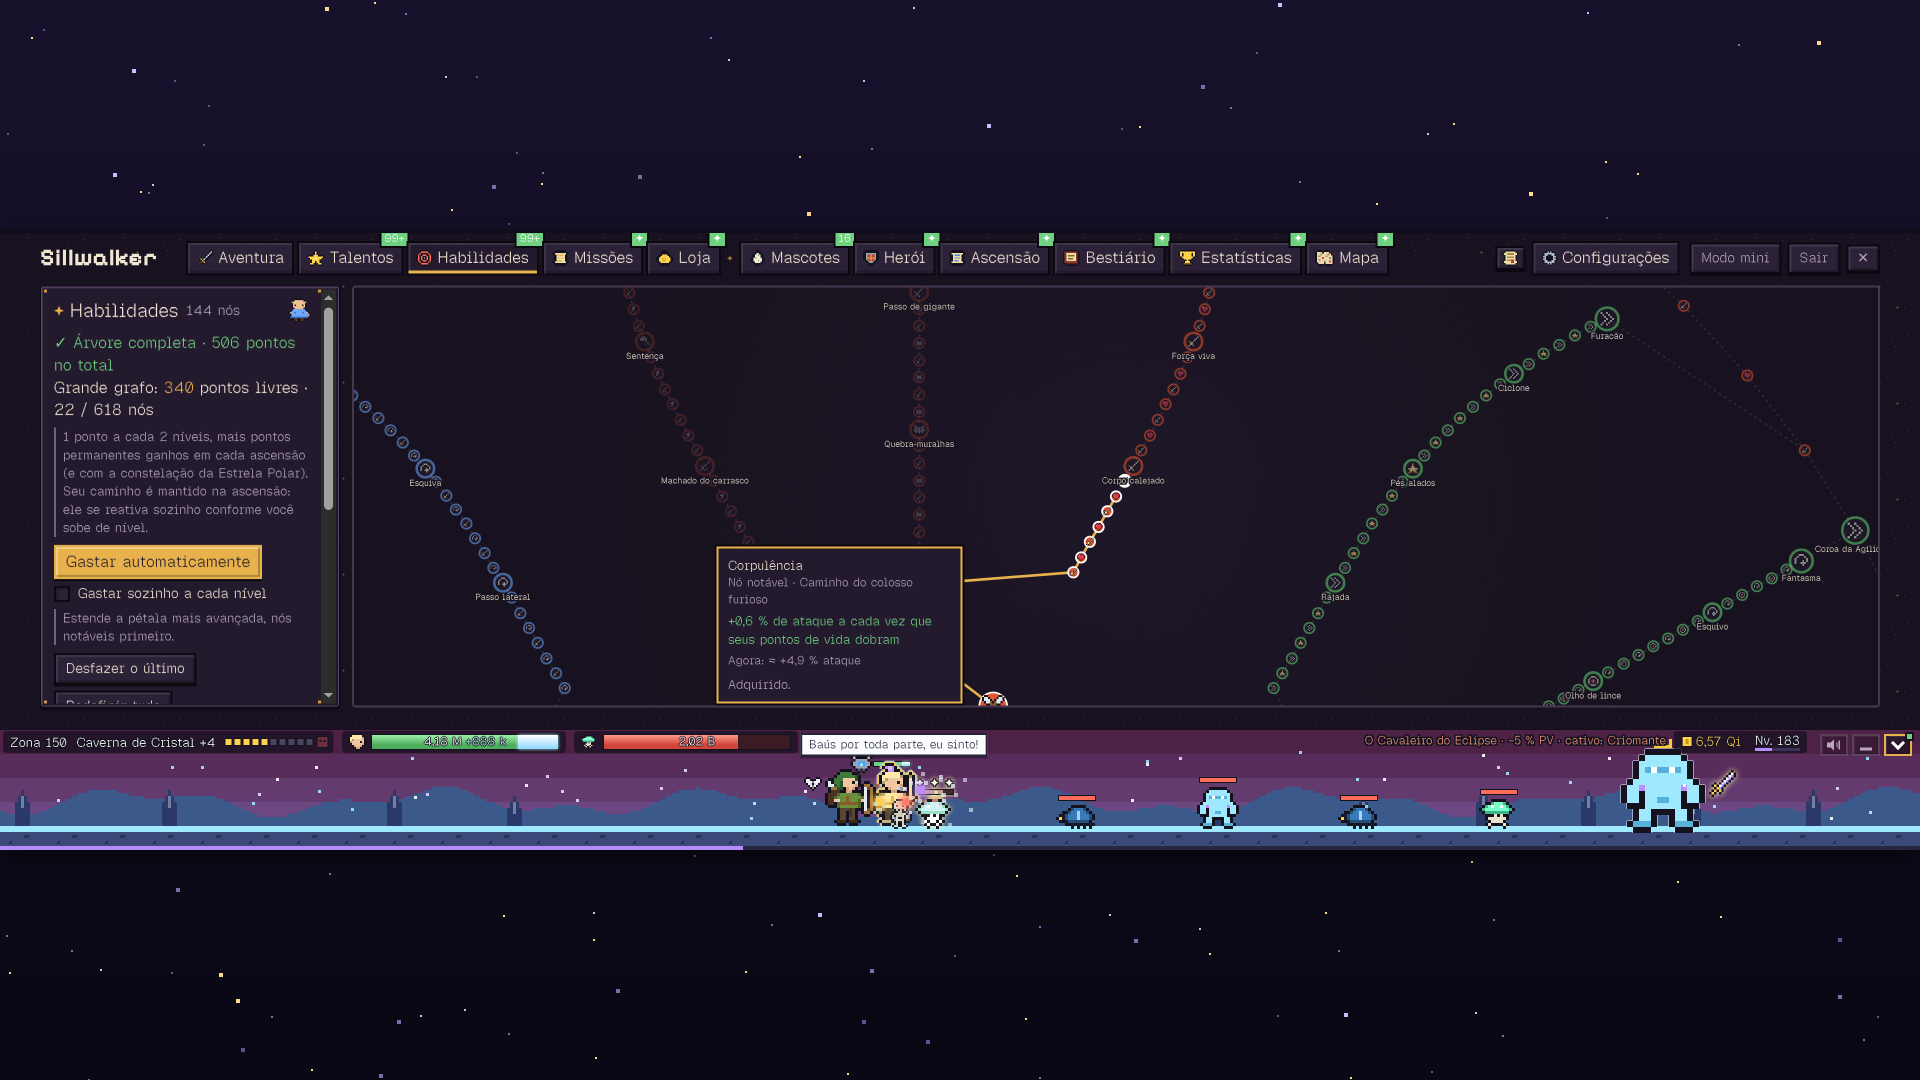 Sillwalker
Aventura
Talentos
99+
Habilidades
99+
Missões
Loja
Mascotes
16
Herói
Ascensão
Bestiário
Estatísticas
Mapa
Configurações
Modo mini
Sair
Habilidades 144 nós
✓ Árvore completa · 506 pontos
no total
Grande grafo: 340 pontos livres ·
22 / 618 nós
1 ponto a cada 2 níveis, mais pontos
permanentes ganhos em cada ascensão
(e com a constelação da Estrela Polar).
Seu caminho é mantido na ascensão:
ele se reativa sozinho conforme você
sobe de nível.
Gastar automaticamente
Gastar sozinho a cada nível
Estende a pétala mais avançada, nós
notáveis primeiro.
Desfazer o último
Passo de gigante
Sentença
Força viva
Furacão
Ciclone
Quebra-muralhas
Esquiva
Machado do carrasco
Corpo calejado
Pés alados
Coroa da Agilid
Fantasma
Passo lateral
Rajada
Esquivo
Olho de lince
Corpulência
Nó notável · Caminho do colosso
furioso
+0,6 % de ataque a cada vez que
seus pontos de vida dobram
Agora: ≈ +4,9 % ataque
Adquirido.
Zona 150 Caverna de Cristal +4
4,18 M +888 k
2,02 B
Baús por toda parte, eu sinto!
O Cavaleiro do Eclipse · -5 % PV · cativo: Criomante
6,57 Qi
Nv. 183